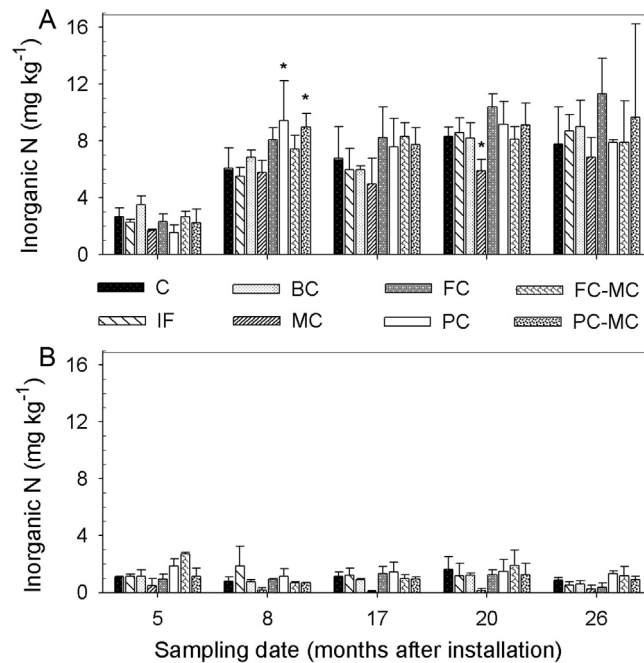 A
Inorganic N (mg kg⁻¹)
16
12
8
4
0
*
*
*
C
BC
FC
FC-MC
IF
MC
PC
PC-MC
B
Inorganic N (mg kg⁻¹)
16
12
8
4
0
5 8 17 20 26
Sampling date (months after installation)